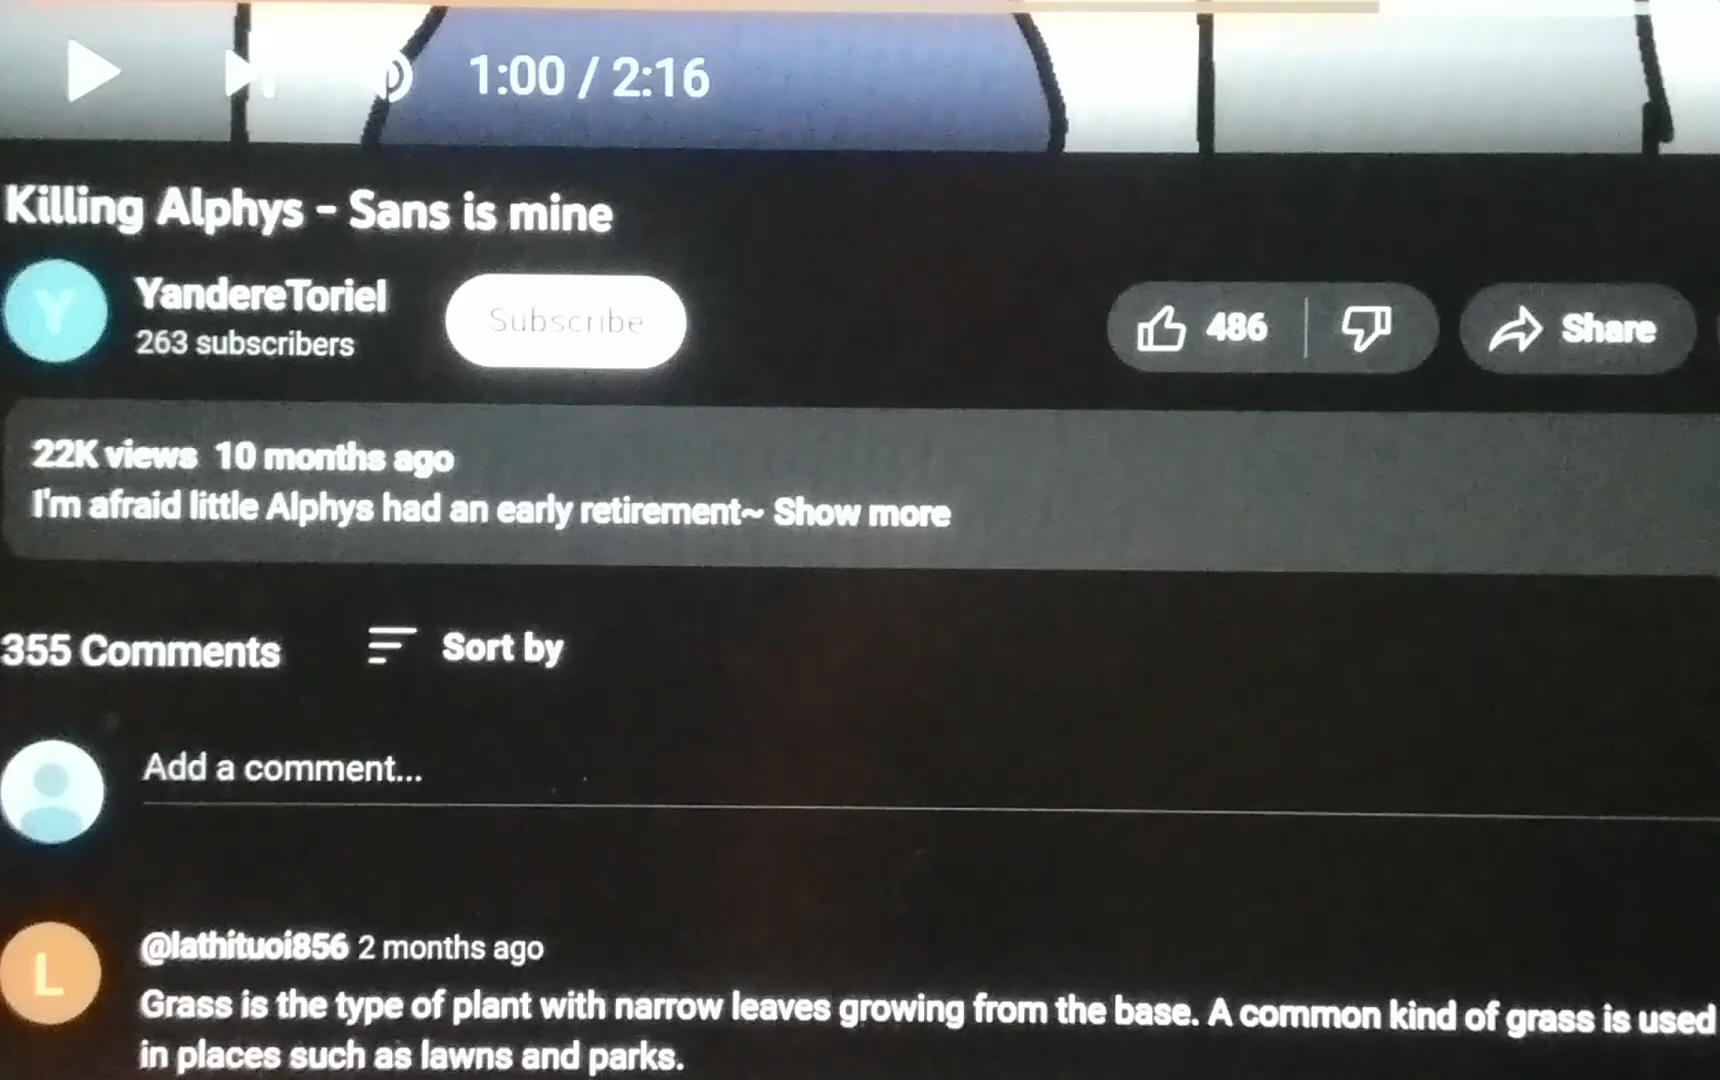 1:00 / 2:16
Killing Alphys - Sans is mine
Y
YandereToriel
263 subscribers
Subscribe
486
Share
22K views 10 months ago
I'm afraid little Alphys had an early retirement~ Show more
355 Comments
Sort by
Add a comment...
L
@lathituoi856 2 months ago
Grass is the type of plant with narrow leaves growing from the base. A common kind of grass is used
in places such as lawns and parks.